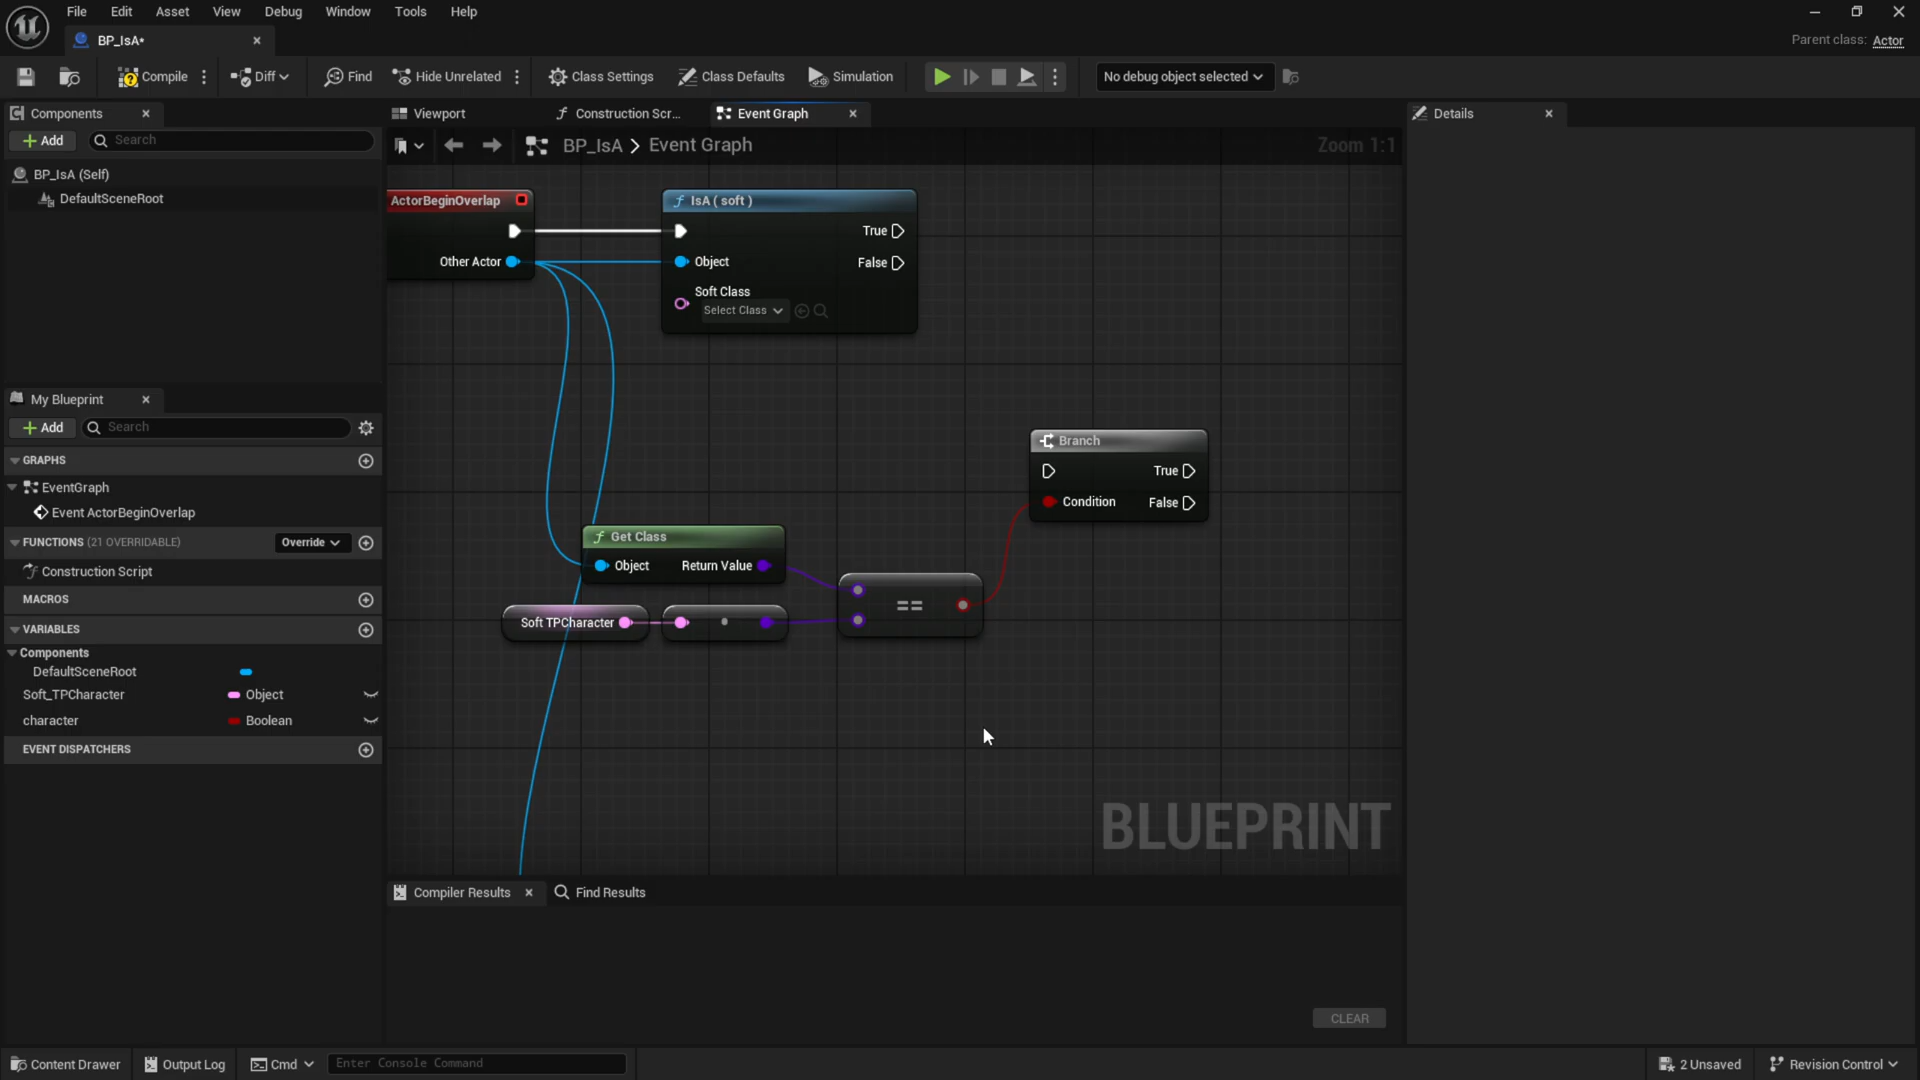 File Edit Asset View Debug Window Tools Help
BP_IsA*
Parent class: Actor
Compile Diff Find Hide Unrelated Class Settings Class Defaults Simulation No debug object selected
Components
Viewport Construction Scr... Event Graph
Details
Add Search
BP_IsA > Event Graph
Zoom 1:1
BP_IsA (Self)
DefaultSceneRoot
ActorBeginOverlap
Other Actor
IsA ( soft )
True
Object
False
Soft Class
Select Class
My Blueprint
Add Search
GRAPHS
EventGraph
Event ActorBeginOverlap
FUNCTIONS (21 OVERRIDABLE) Override
Construction Script
MACROS
VARIABLES
Components
DefaultSceneRoot
Soft_TPCharacter Object
character Boolean
EVENT DISPATCHERS
Branch
True
Condition False
Get Class
Object Return Value
==
Soft TPCharacter
BLUEPRINT
Compiler Results Find Results
CLEAR
Content Drawer Output Log Cmd Enter Console Command
2 Unsaved Revision Control